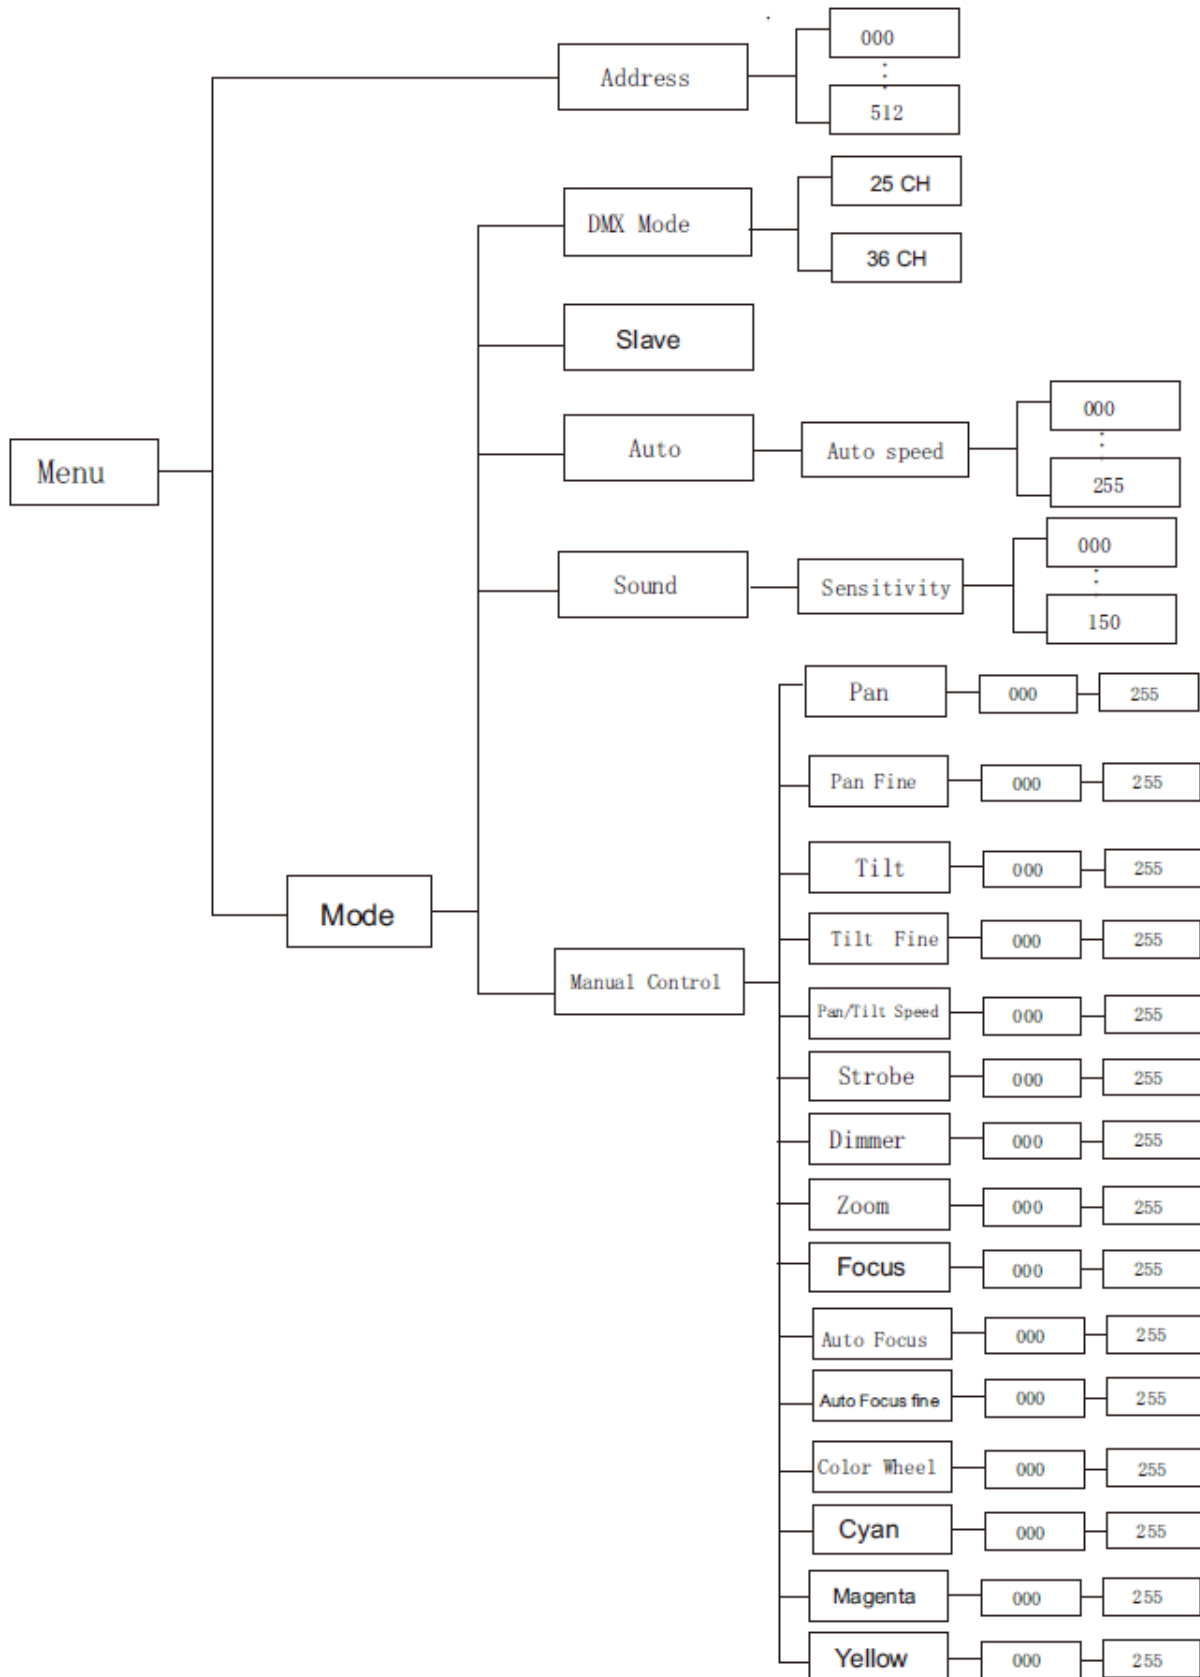 000
Address
512
25 CH
DMX Mode
36 CH
Slave
000
Auto
Auto speed
Menu
255
000
Sound
Sensitivity
150
Pan 000 255
Pan Fine 000 255
Tilt 000 255
Tilt Fine 000 255
Mode
Manual Control
Pan/Tilt Speed 000 255
Strobe 000 255
Dimmer 000 255
Zoom 000 255
Focus 000 255
Auto Focus 000 255
Auto Focus fine 000 255
Color Wheel 000 255
Cyan 000 255
Magenta 000 255
Yellow 000 255